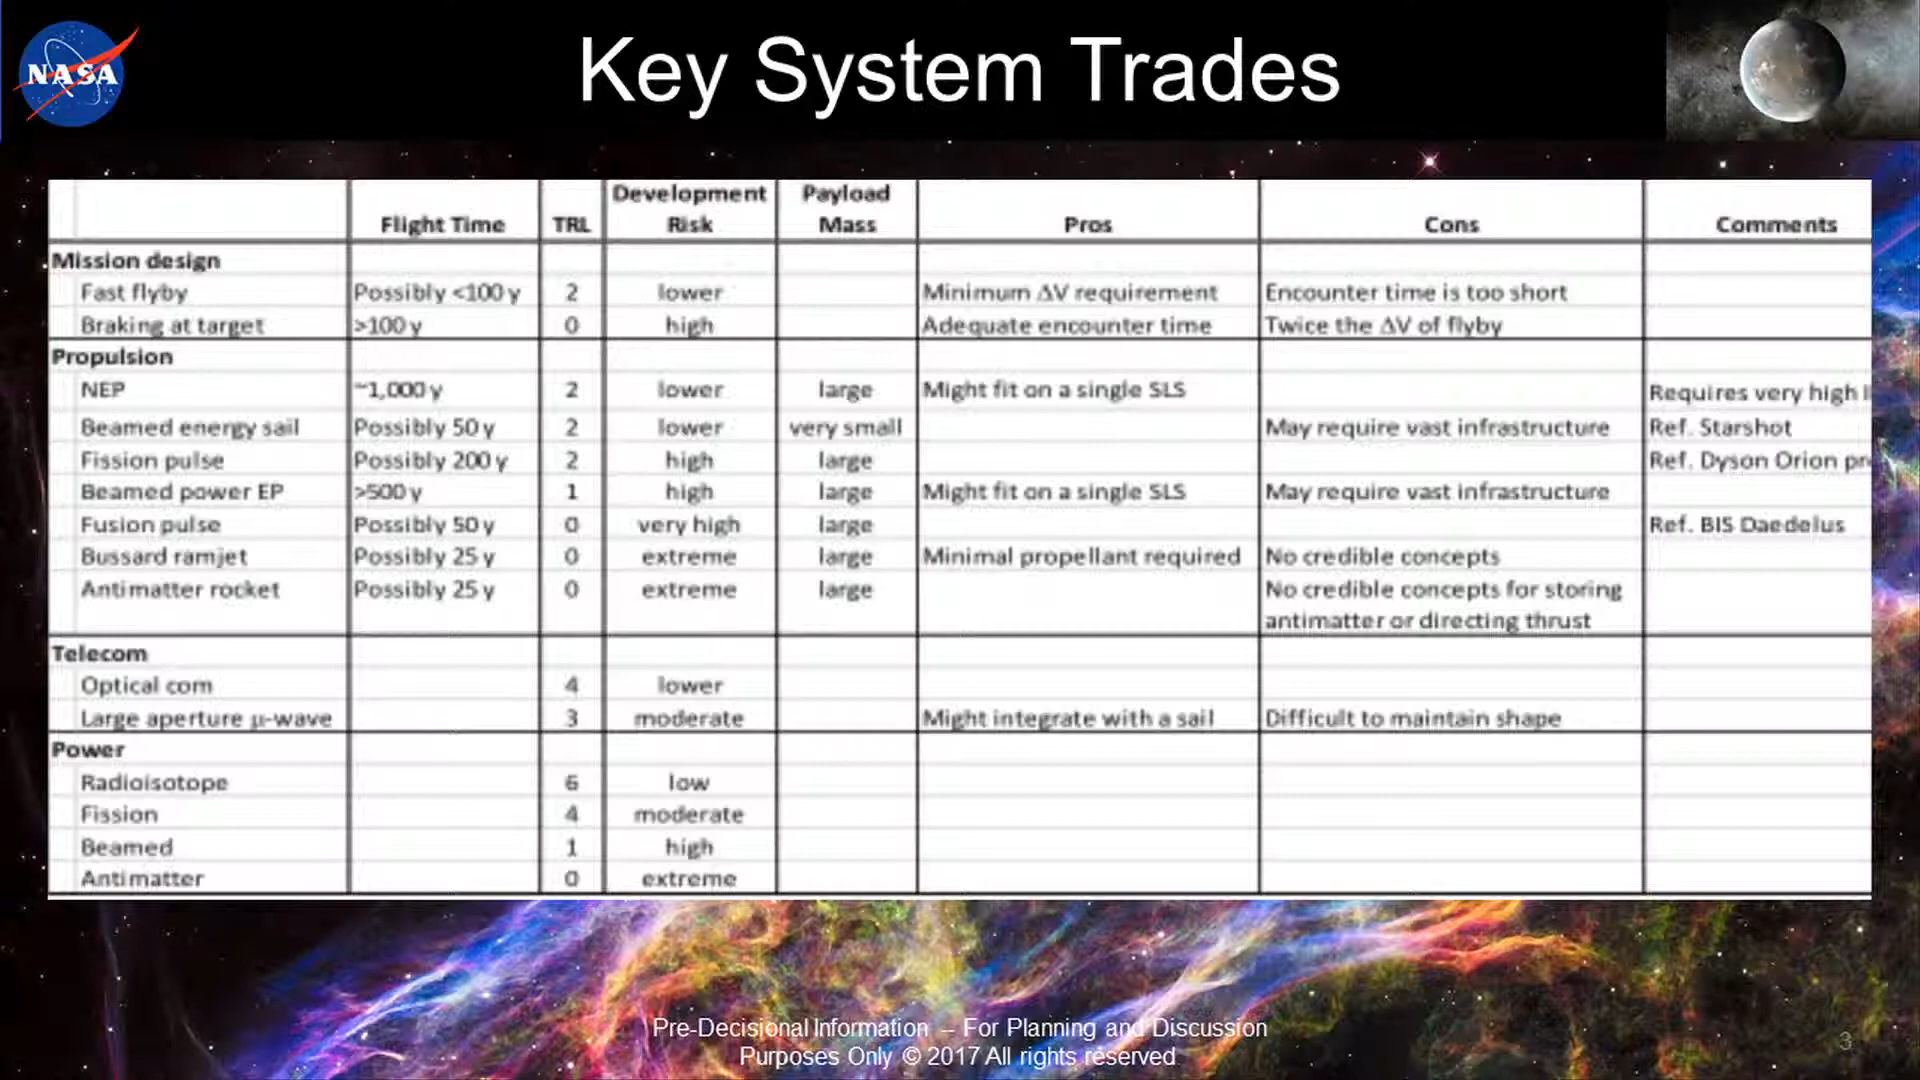 NASA
Key System Trades
Flight Time TRL Development Risk Payload Mass Pros Cons Comments
Mission design
Fast flyby Possibly <100 y 2 lower Minimum ΔV requirement Encounter time is too short
Braking at target >100 y 0 high Adequate encounter time Twice the ΔV of flyby
Propulsion
NEP ~1,000 y 2 lower large Might fit on a single SLS Requires very high
Beamed energy sail Possibly 50 y 2 lower very small May require vast infrastructure Ref. Starshot
Fission pulse Possibly 200 y 2 high large Ref. Dyson Orion
Beamed power EP >500 y 1 high large Might fit on a single SLS May require vast infrastructure
Fusion pulse Possibly 50 y 0 very high large Ref. BIS Daedelus
Bussard ramjet Possibly 25 y 0 extreme large Minimal propellant required No credible concepts
Antimatter rocket Possibly 25 y 0 extreme large No credible concepts for storing
antimatter or directing thrust
Telecom
Optical com 4 lower
Large aperture μ-wave 3 moderate Might integrate with a sail Difficult to maintain shape
Power
Radioisotope 6 low
Fission 4 moderate
Beamed 1 high
Antimatter 0 extreme
Pre-Decisional Information – For Planning and Discussion
Purposes Only © 2017 All rights reserved
3